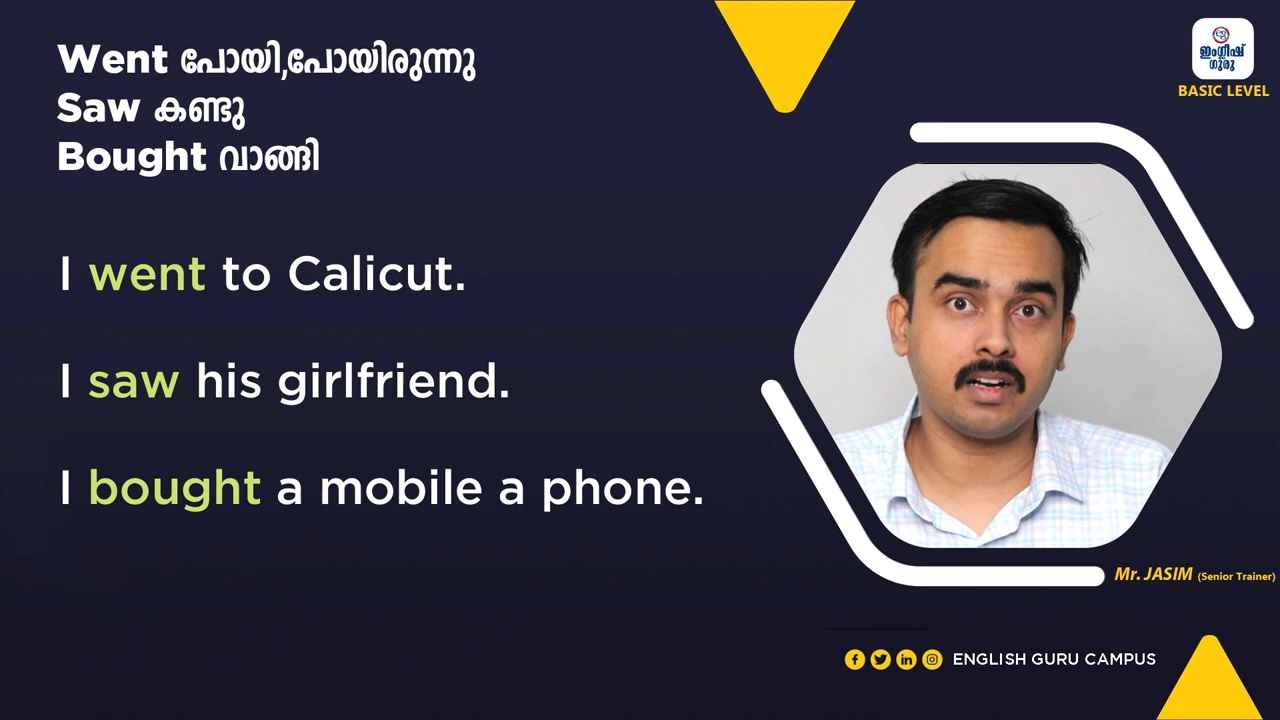 Went പോയി,പോയിരുന്നു
Saw കണ്ടു
Bought വാങ്ങി
I went to Calicut.
I saw his girlfriend.
I bought a mobile a phone.
ഇംഗ്ലീഷ്
ഗുരു
BASIC LEVEL
Mr. JASIM (Senior Trainer)
ENGLISH GURU CAMPUS